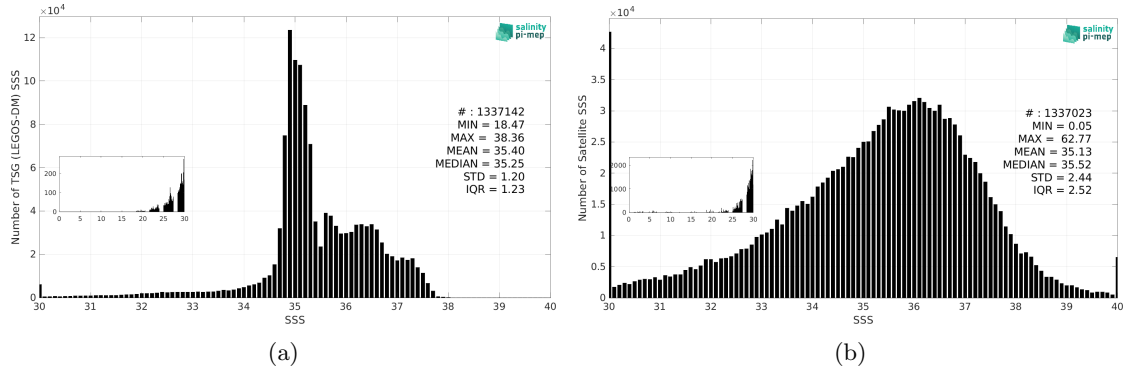 ×10⁴
salinity
pi-mep
# : 1337142
MIN = 18.47
MAX = 38.36
MEAN = 35.40
MEDIAN = 35.25
STD = 1.20
IQR = 1.23
Number of TSG (LEGOS-DM) SSS
12
10
8
6
4
2
0
200
100
0
0 5 10 15 20 25 30
30 31 32 33 34 35 36 37 38 39 40
SSS
(a)
×10⁴
salinity
pi-mep
# : 1337023
MIN = 0.05
MAX = 62.77
MEAN = 35.13
MEDIAN = 35.52
STD = 2.44
IQR = 2.52
Number of Satellite SSS
4
3.5
3
2.5
2
1.5
1
0.5
0
2000
1000
0
0 5 10 15 20 25 30
30 31 32 33 34 35 36 37 38 39 40
SSS
(b)